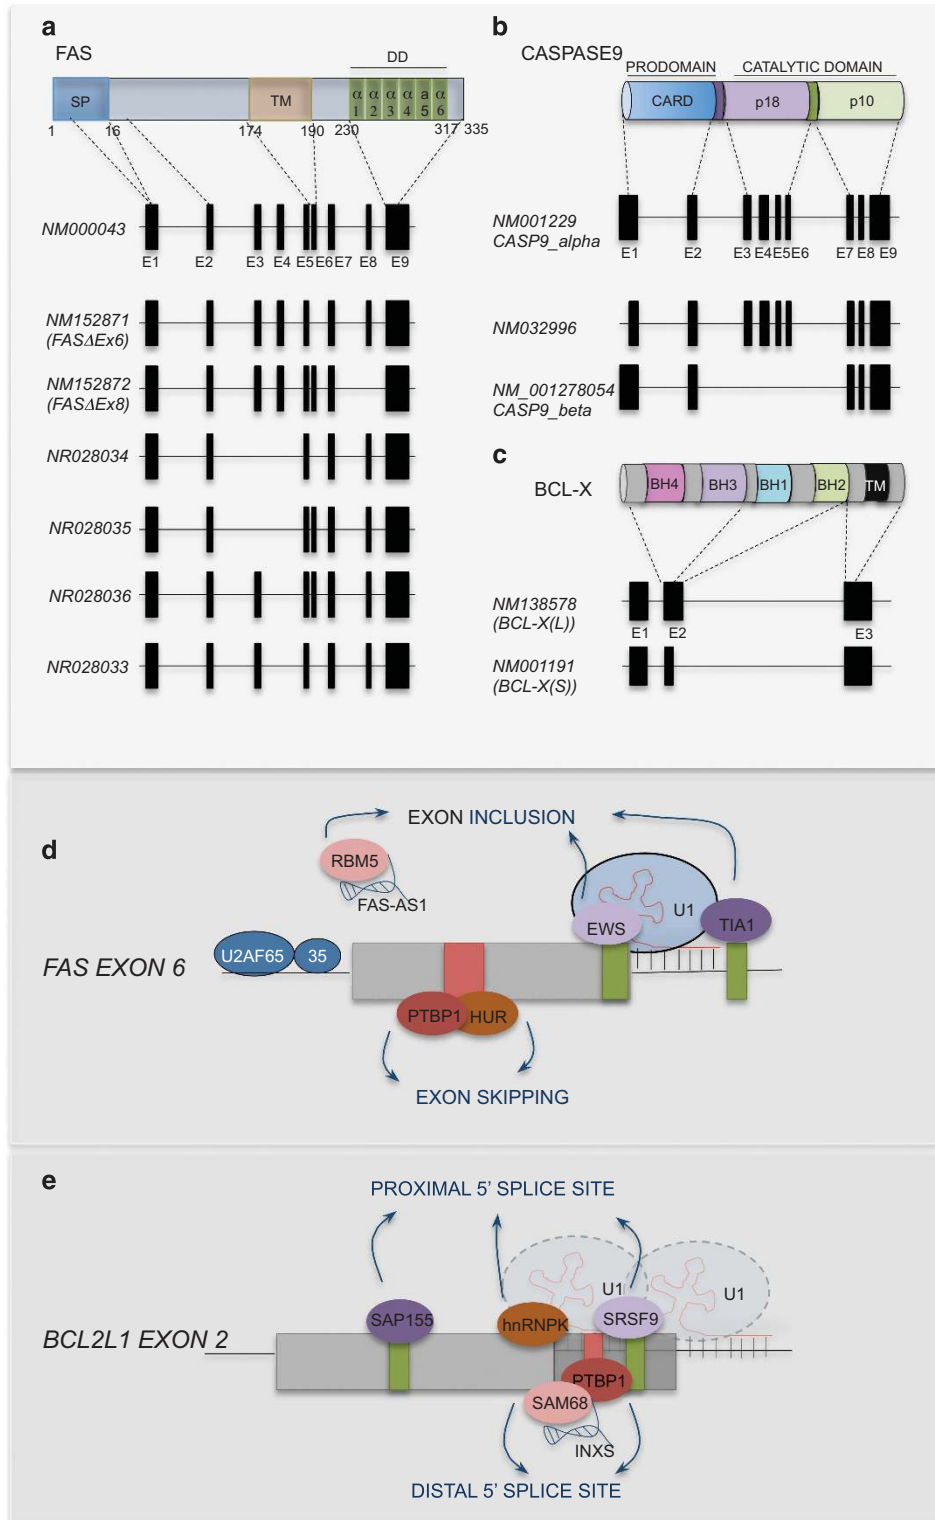 a
FAS
DD
SP
TM
α α α α a α
1 2 3 4 5 6
1 16 174 190 230 317 335
NM000043
E1 E2 E3 E4 E5 E6 E7 E8 E9
NM152871
(FASΔEx6)
NM152872
(FASΔEx8)
NR028034
NR028035
NR028036
NR028033
b
CASPASE9
PRODOMAIN CATALYTIC DOMAIN
CARD p18 p10
NM001229
CASP9_alpha
E1 E2 E3 E4 E5 E6 E7 E8 E9
NM032996
NM_001278054
CASP9_beta
c
BCL-X
BH4 BH3 BH1 BH2 TM
NM138578
(BCL-X(L))
E1 E2 E3
NM001191
(BCL-X(S))
d
EXON INCLUSION
RBM5
FAS-AS1
U1
EWS
TIA1
U2AF65 35
FAS EXON 6
PTBP1 HUR
EXON SKIPPING
e
PROXIMAL 5' SPLICE SITE
U1 U1
SAP155 hnRNPK SRSF9
BCL2L1 EXON 2
PTBP1
SAM68
INXS
DISTAL 5' SPLICE SITE